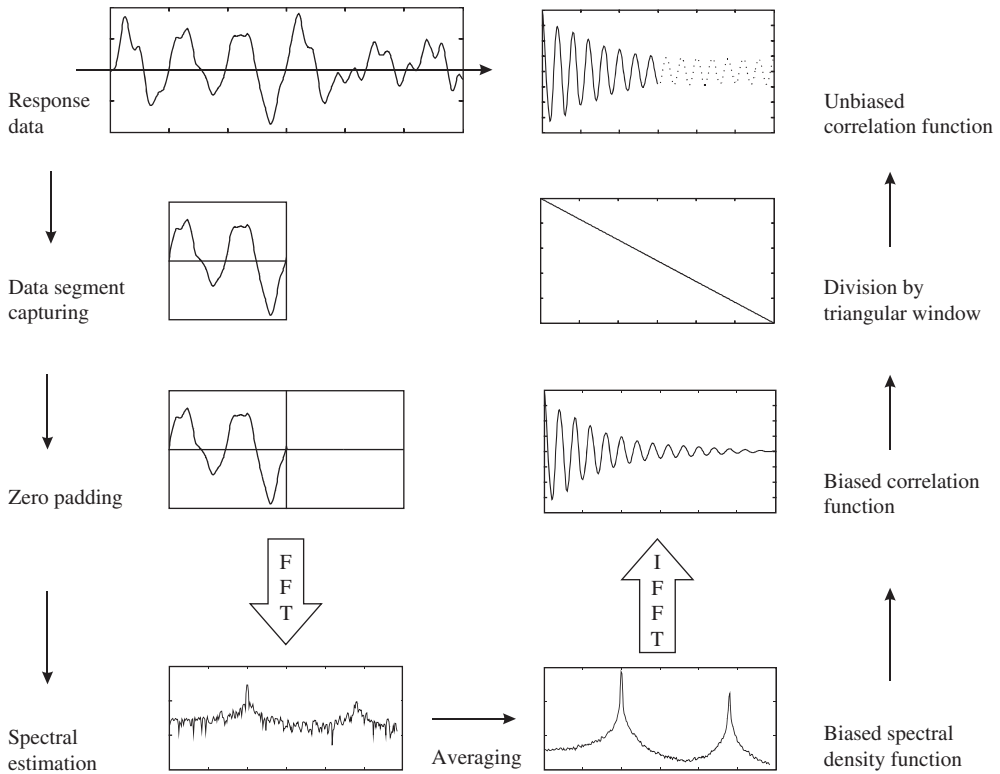 Response
data
Unbiased
correlation function
Data segment
capturing
Division by
triangular window
Zero padding
Biased correlation
function
F
F
T
I
F
F
T
Spectral
estimation
Averaging
Biased spectral
density function